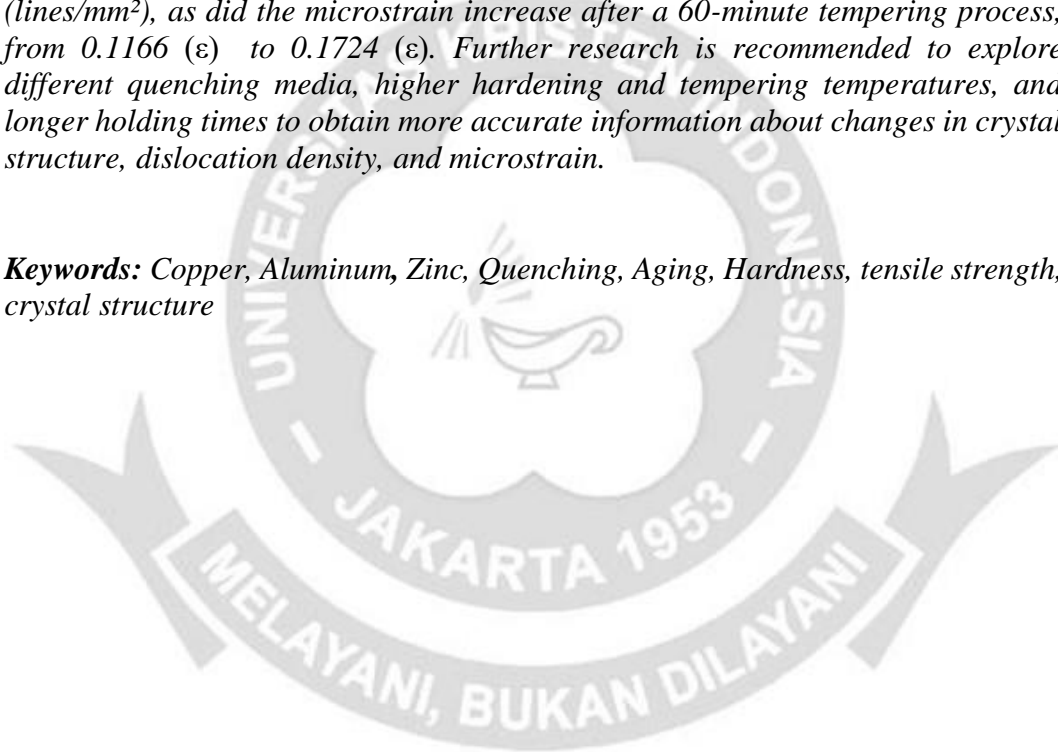 (lines/mm²), as did the microstrain increase after a 60-minute tempering process,
from 0.1166 (ε) to 0.1724 (ε). Further research is recommended to explore
different quenching media, higher hardening and tempering temperatures, and
longer holding times to obtain more accurate information about changes in crystal
structure, dislocation density, and microstrain.
Keywords: Copper, Aluminum, Zinc, Quenching, Aging, Hardness, tensile strength,
crystal structure
UNIVERSITAS KRISTEN INDONESIA
JAKARTA 1953
MELAYANI, BUKAN DILAYANI